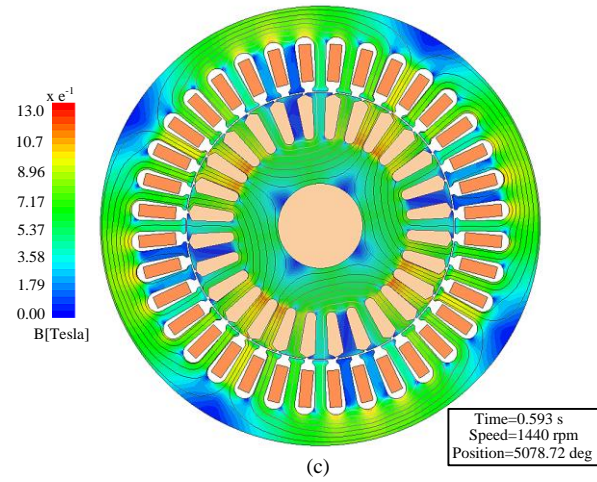 x e⁻¹
13.0
10.7
8.96
7.17
5.37
3.58
1.79
0.00
B[Tesla]
Time=0.593 s
Speed=1440 rpm
Position=5078.72 deg
(c)